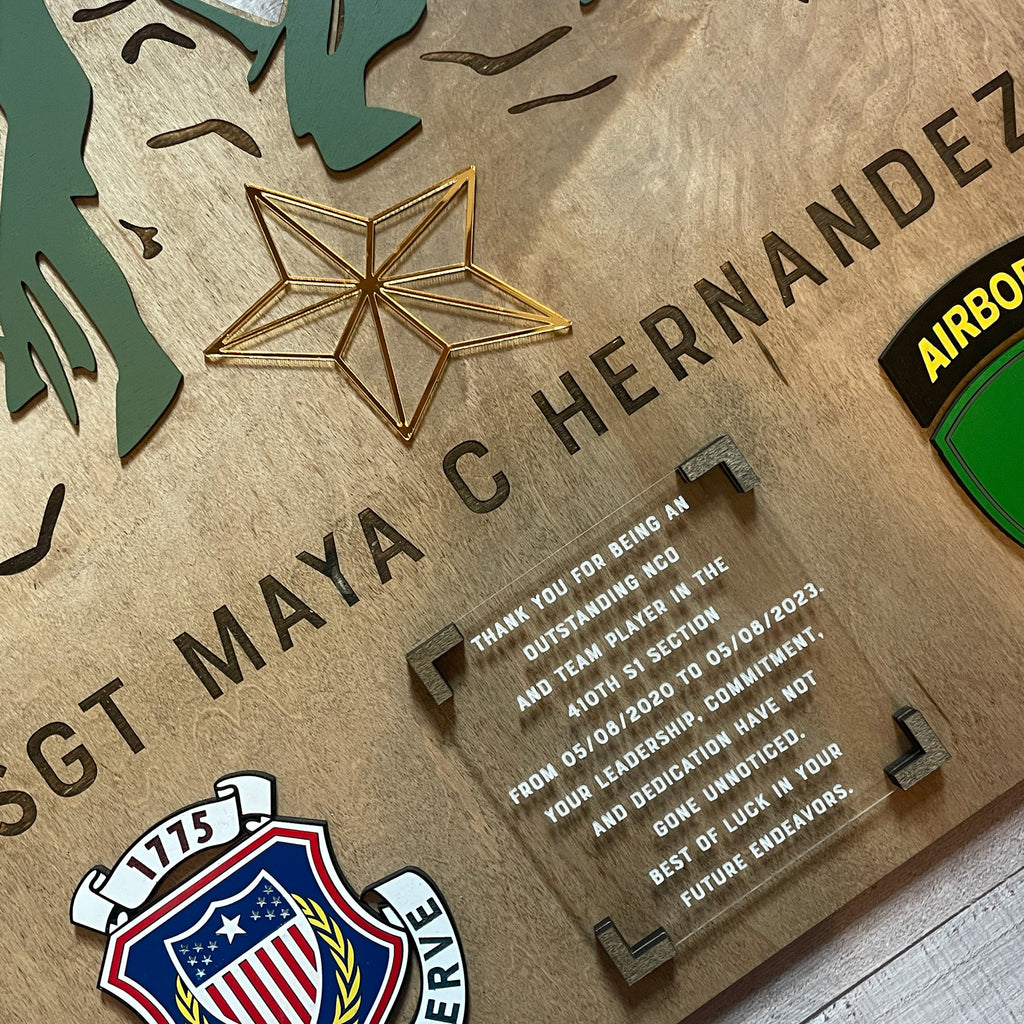 SSGT MAYA C HERNANDEZ
AIRBO
THANK YOU FOR BEING AN
OUTSTANDING NCO
AND TEAM PLAYER IN THE
410TH S1 SECTION
FROM 05/08/2020 TO 05/08/2023.
YOUR LEADERSHIP, COMMITMENT,
AND DEDICATION HAVE NOT
GONE UNNOTICED.
BEST OF LUCK IN YOUR
FUTURE ENDEAVORS.
1775
ERVE